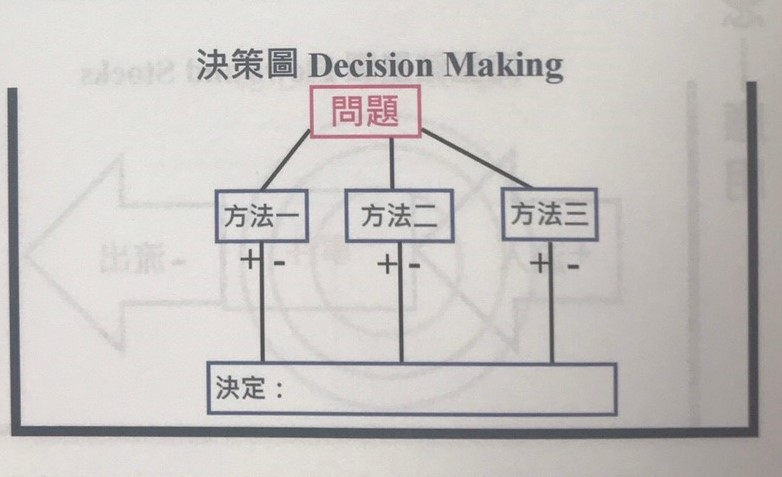 決策圖 Decision Making
問題
方法一 方法二 方法三
+ - + - + -
決定：